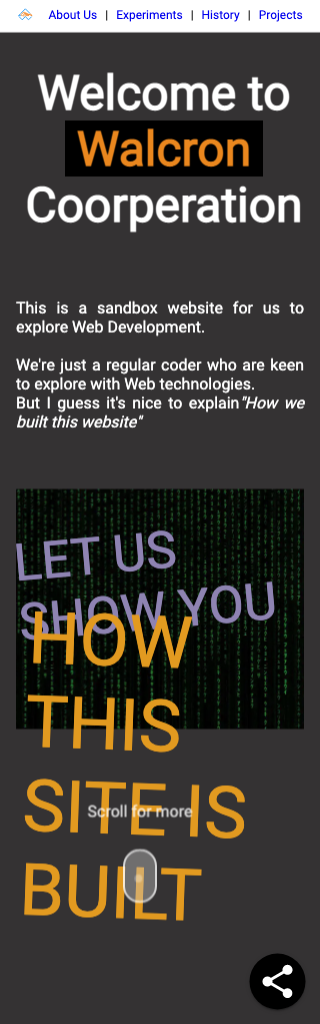 About Us | Experiments | History | Projects
Welcome to
Walcron
Coorperation
This is a sandbox website for us to
explore Web Development.
We're just a regular coder who are keen
to explore with Web technologies.
But I guess it's nice to explain "How we
built this website"
LET US
SHOW YOU
HOW
THIS
SITE IS
BUILT
Scroll for more